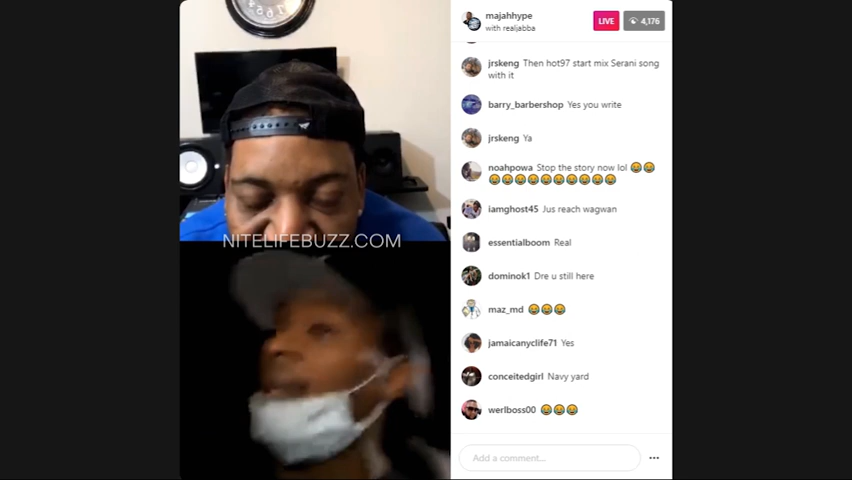 majahhype
with realjabba
LIVE
4,176
jrskeng Then hot97 start mix Serani song
with it
barry_barbershop Yes you write
jrskeng Ya
noahpowa Stop the story now lol 😂😂
😂😂😂😂😂😂😂😂😂😂
iamghost45 Jus reach wagwan
essentialboom Real
dominok1 Dre u still here
maz_md 😂😂😂
jamaicanyclife71 Yes
conceitedgirl Navy yard
werlboss00 😂😂😂
Add a comment...
NITELIFEBUZZ.COM